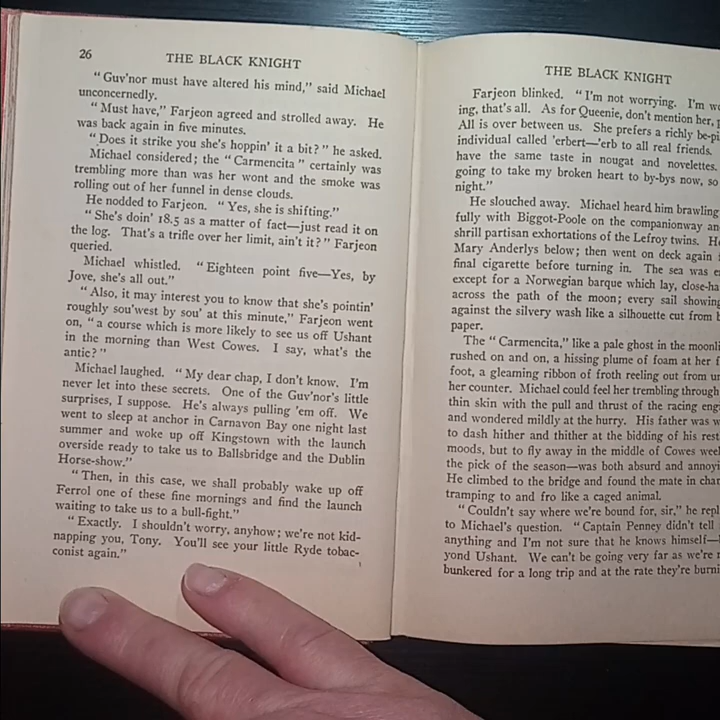 26
THE BLACK KNIGHT
"Guv'nor must have altered his mind," said Michael
unconcernedly.
"Must have," Farjeon agreed and strolled away. He
was back again in five minutes.
"Does it strike you she's hoppin' it a bit?" he asked.
Michael considered; the "Carmencita" certainly was
trembling more than was her wont and the smoke was
rolling out of her funnel in dense clouds.
He nodded to Farjeon. "Yes, she is shifting."
"She's doin' 18.5 as a matter of fact—just read it on
the log. That's a trifle over her limit, ain't it?" Farjeon
queried.
Michael whistled. "Eighteen point five—Yes, by
Jove, she's all out."
"Also, it may interest you to know that she's pointin'
roughly sou'west by sou' at this minute," Farjeon went
on, "a course which is more likely to see us off Ushant
in the morning than West Cowes. I say, what's the
antic?"
Michael laughed. "My dear chap, I don't know. I'm
never let into these secrets. One of the Guv'nor's little
surprises, I suppose. He's always pulling 'em off. We
went to sleep at anchor in Carnavon Bay one night last
summer and woke up off Kingstown with the launch
overside ready to take us to Ballsbridge and the Dublin
Horse-show."
"Then, in this case, we shall probably wake up off
Ferrol one of these fine mornings and find the launch
waiting to take us to a bull-fight."
"Exactly. I shouldn't worry, anyhow; we're not kid-
napping you, Tony. You'll see your little Ryde tobac-
conist again."
THE BLACK KNIGHT
Farjeon blinked. "I'm not worrying. I'm
ing, that's all. As for Queenie, don't mention her,
All is over between us. She prefers a richly
individual called 'erbert—'erb to all real friends.
have the same taste in nougat and novelettes.
going to take my broken heart to by-bys now, so
night."
He slouched away. Michael heard him brawling
fully with Biggot-Poole on the companionway
shrill partisan exhortations of the Lefroy twins.
Mary Anderlys below; then went on deck again
final cigarette before turning in. The sea was
except for a Norwegian barque which lay,
across the path of the moon; every sail showing
against the silvery wash like a silhouette cut from
paper.
The "Carmencita," like a pale ghost in the
rushed on and on, a hissing plume of foam at her
foot, a gleaming ribbon of froth reeling out from
her counter. Michael could feel her trembling through
thin skin with the pull and thrust of the racing
and wondered mildly at the hurry. His father was
to dash hither and thither at the bidding of his
moods, but to fly away in the middle of Cowes
the pick of the season—was both absurd and
He climbed to the bridge and found the mate in
tramping to and fro like a caged animal.
"Couldn't say where we're bound for, sir," he
to Michael's question. "Captain Penney didn't tell
anything and I'm not sure that he knows himself—
yond Ushant. We can't be going very far as we're
bunkered for a long trip and at the rate they're